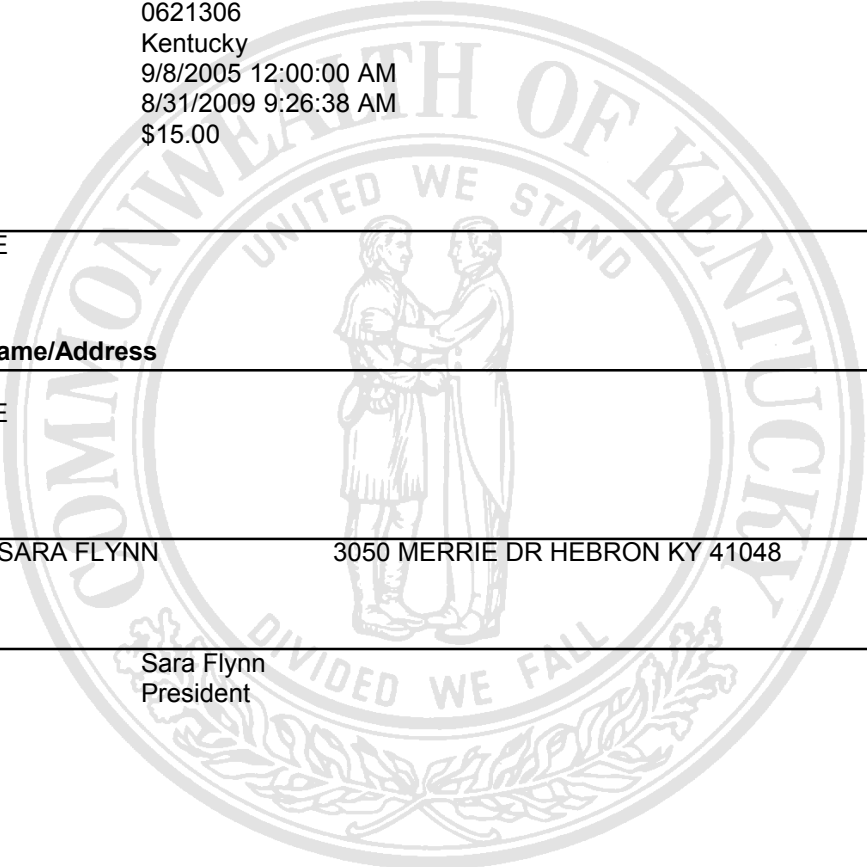 0621306
Kentucky
9/8/2005 12:00:00 AM
8/31/2009 9:26:38 AM
$15.00
COMMONWEALTH OF KENTUCKY
UNITED WE STAND
E
ame/Address
E
SARA FLYNN 3050 MERRIE DR HEBRON KY 41048
DIVIDED WE FALL
Sara Flynn
President